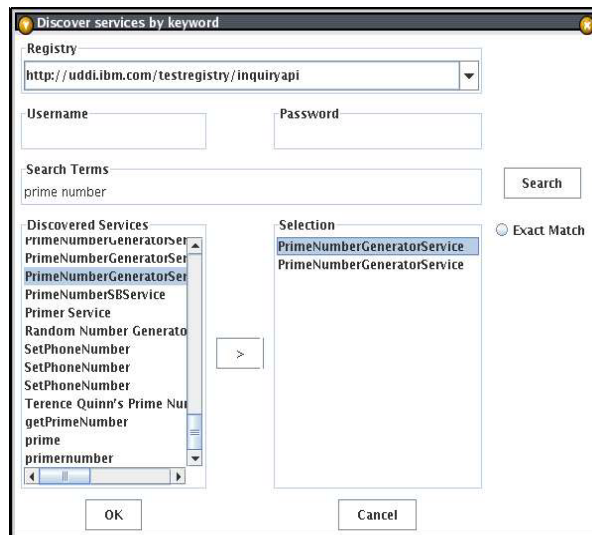 Discover services by keyword
Registry
http://uddi.ibm.com/testregistry/inquiryapi
Username
Password
Search Terms
prime number
Search
Discovered Services
PrimeNumberGeneratorSer
PrimeNumberGeneratorSer
PrimeNumberGeneratorSer
PrimeNumberSBService
Primer Service
Random Number Generato
SetPhoneNumber
SetPhoneNumber
SetPhoneNumber
Terence Quinn's Prime Nu
getPrimeNumber
prime
primernumber
>
Selection
PrimeNumberGeneratorService
PrimeNumberGeneratorService
Exact Match
OK
Cancel